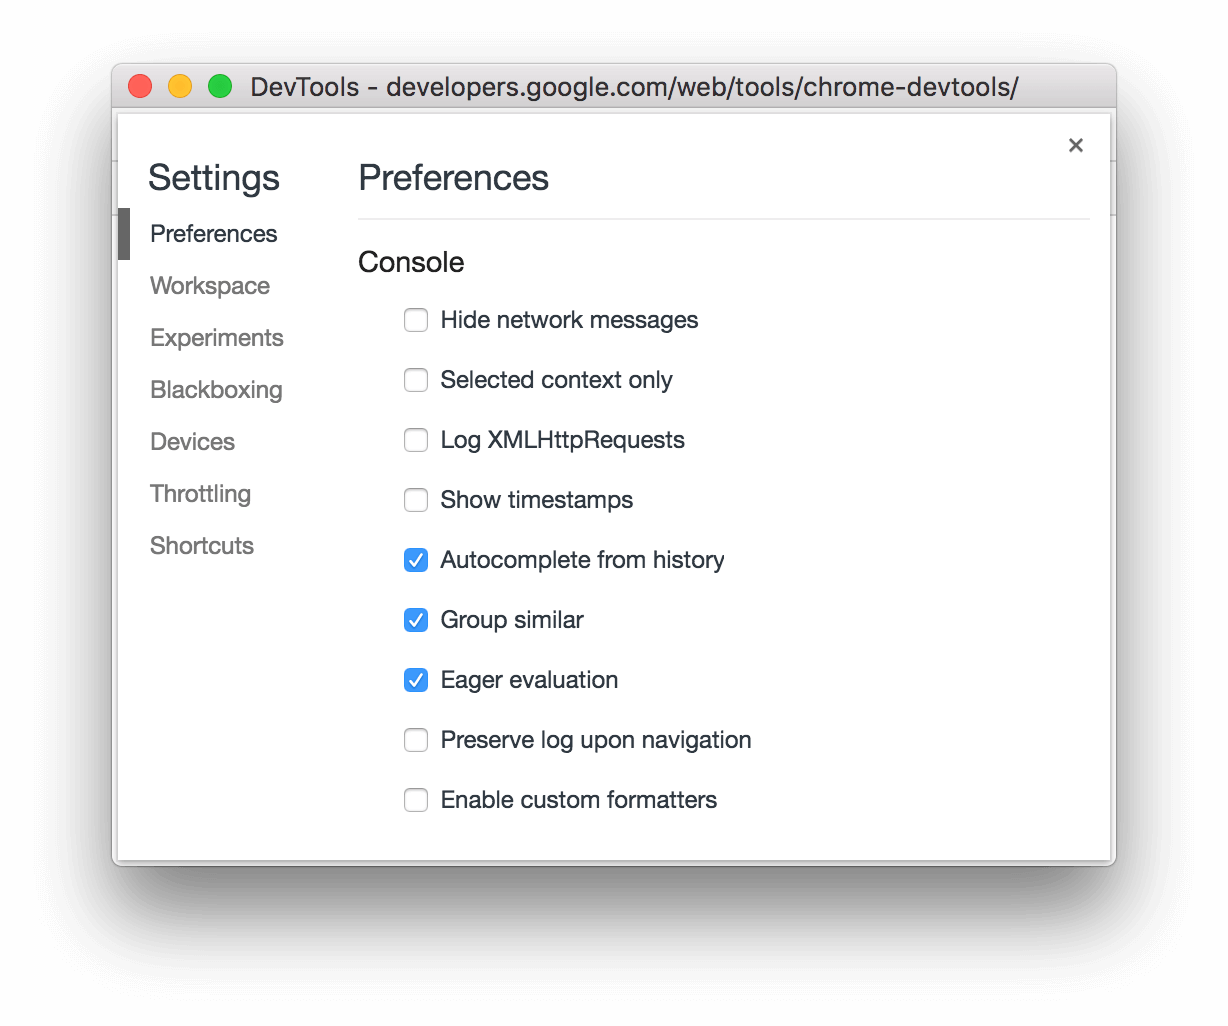 DevTools - developers.google.com/web/tools/chrome-devtools/
Settings
Preferences
Workspace
Experiments
Blackboxing
Devices
Throttling
Shortcuts
Preferences
Console
Hide network messages
Selected context only
Log XMLHttpRequests
Show timestamps
Autocomplete from history
Group similar
Eager evaluation
Preserve log upon navigation
Enable custom formatters